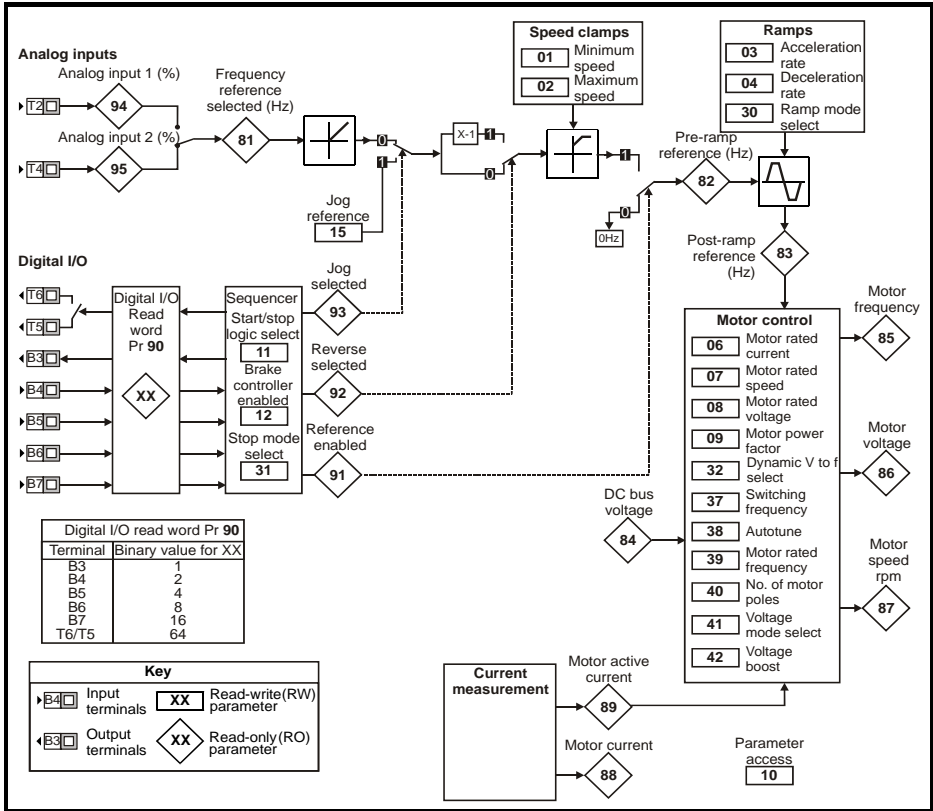 Analog inputs
Analog input 1 (%)
T2
94
Analog input 2 (%)
T4
95
Frequency
reference
selected (Hz)
81
0
1
Jog
reference
15
X-1
1
0
Speed clamps
01 Minimum
speed
02 Maximum
speed
1
0
0Hz
Ramps
03 Acceleration
rate
04 Deceleration
rate
30 Ramp mode
select
Pre-ramp
reference (Hz)
82
Post-ramp
reference
(Hz)
83
Digital I/O
T6
T5
B3
B4
B5
B6
B7
Digital I/O
Read
word
Pr 90
XX
Sequencer
Start/stop
logic select
11
Brake
controller
enabled
12
Stop mode
select
31
Jog
selected
93
Reverse
selected
92
Reference
enabled
91
DC bus
voltage
84
Motor control
06 Motor rated
current
07 Motor rated
speed
08 Motor rated
voltage
09 Motor power
factor
32 Dynamic V to f
select
37 Switching
frequency
38 Autotune
39 Motor rated
frequency
40 No. of motor
poles
41 Voltage
mode select
42 Voltage
boost
Motor
frequency
85
Motor
voltage
86
Motor
speed
rpm
87
Digital I/O read word Pr 90
Terminal Binary value for XX
B3 1
B4 2
B5 4
B6 8
B7 16
T6/T5 64
Key
B4 Input
terminals
XX Read-write(RW)
parameter
B3 Output
terminals
XX Read-only(RO)
parameter
Current
measurement
Motor active
current
89
Motor current
88
Parameter
access
10